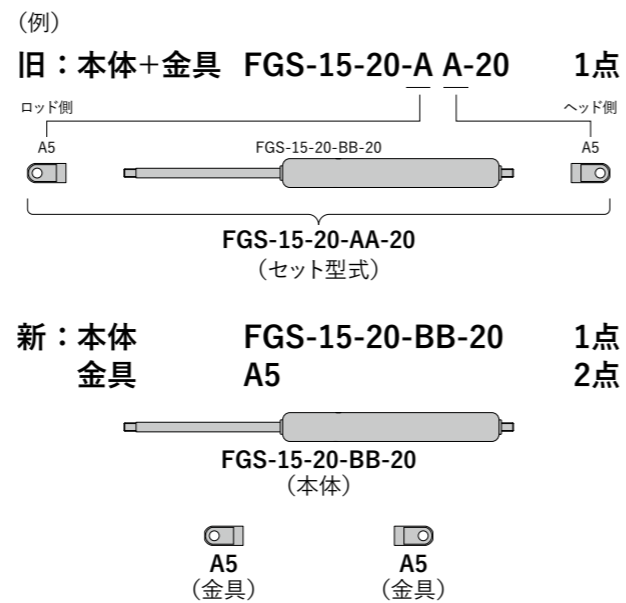 （例）
旧：本体＋金具 FGS-15-20-A A-20 1点
ロッド側 ヘッド側
A5 FGS-15-20-BB-20 A5
FGS-15-20-AA-20
（セット型式）
新：本体 FGS-15-20-BB-20 1点
金具 A5 2点
FGS-15-20-BB-20
（本体）
A5 A5
（金具） （金具）